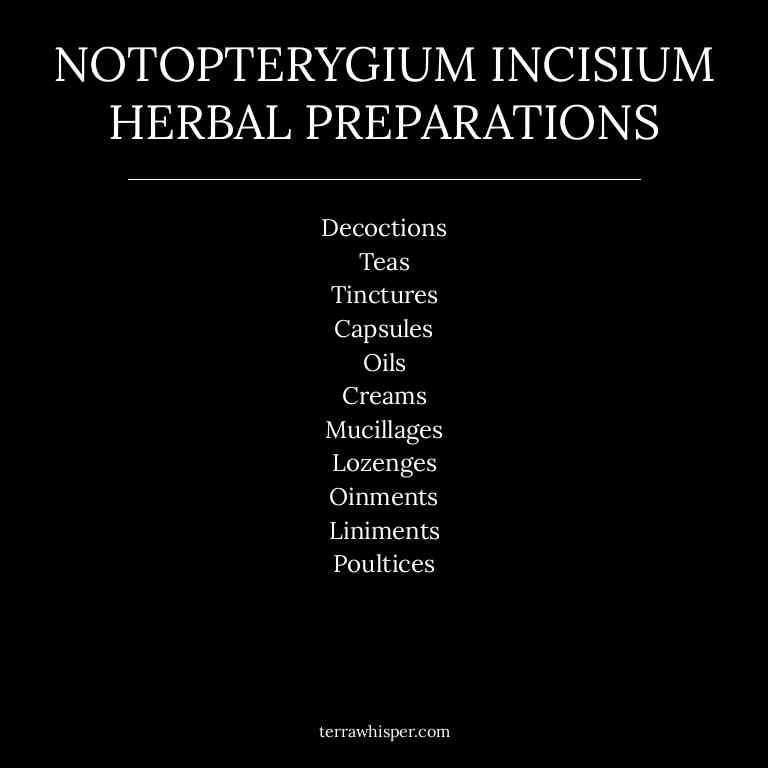 NOTOPTERYGIUM INCISIUM
HERBAL PREPARATIONS
Decoctions
Teas
Tinctures
Capsules
Oils
Creams
Mucillages
Lozenges
Oinments
Liniments
Poultices
terrawhisper.com